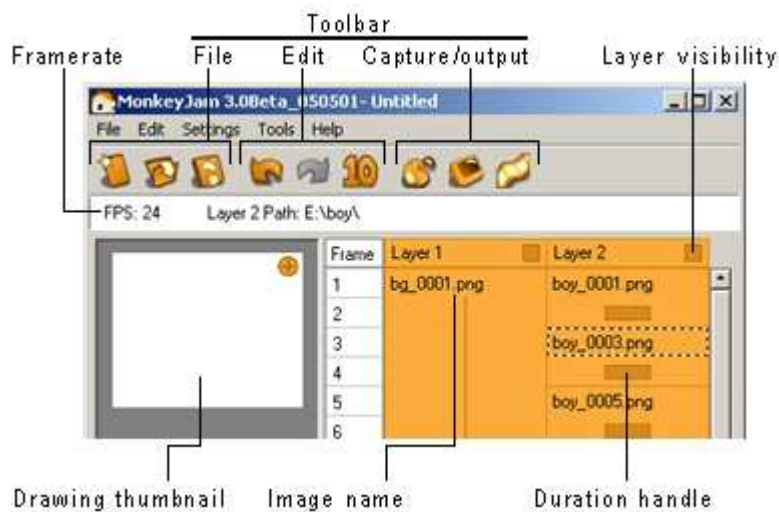 Toolbar
Framerate File Edit Capture/output Layer visibility
MonkeyJam 3.0Beta_050501- Untitled
File Edit Settings Tools Help
10
FPS: 24 Layer 2 Path: E:\boy\
Frame Layer 1 Layer 2
1 bg_0001.png boy_0001.png
2
3 boy_0003.png
4
5 boy_0005.png
6
Drawing thumbnail Image name Duration handle